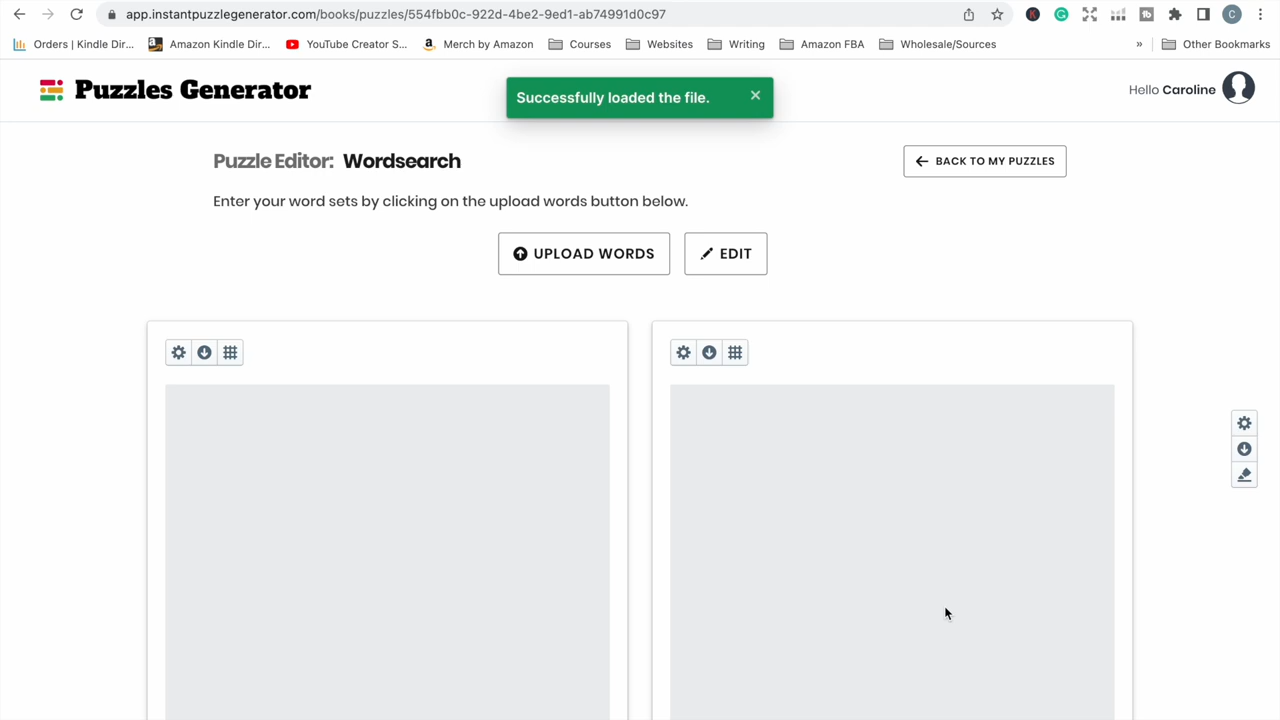 app.instantpuzzlegenerator.com/books/puzzles/554fbb0c-922d-4be2-9ed1-ab74991d0c97
C
Orders | Kindle Dir...
Amazon Kindle Dir...
YouTube Creator S...
Merch by Amazon
Courses
Websites
Writing
Amazon FBA
Wholesale/Sources
»
Other Bookmarks
Puzzles Generator
Successfully loaded the file.
Hello Caroline
Puzzle Editor: Wordsearch
BACK TO MY PUZZLES
Enter your word sets by clicking on the upload words button below.
UPLOAD WORDS
EDIT